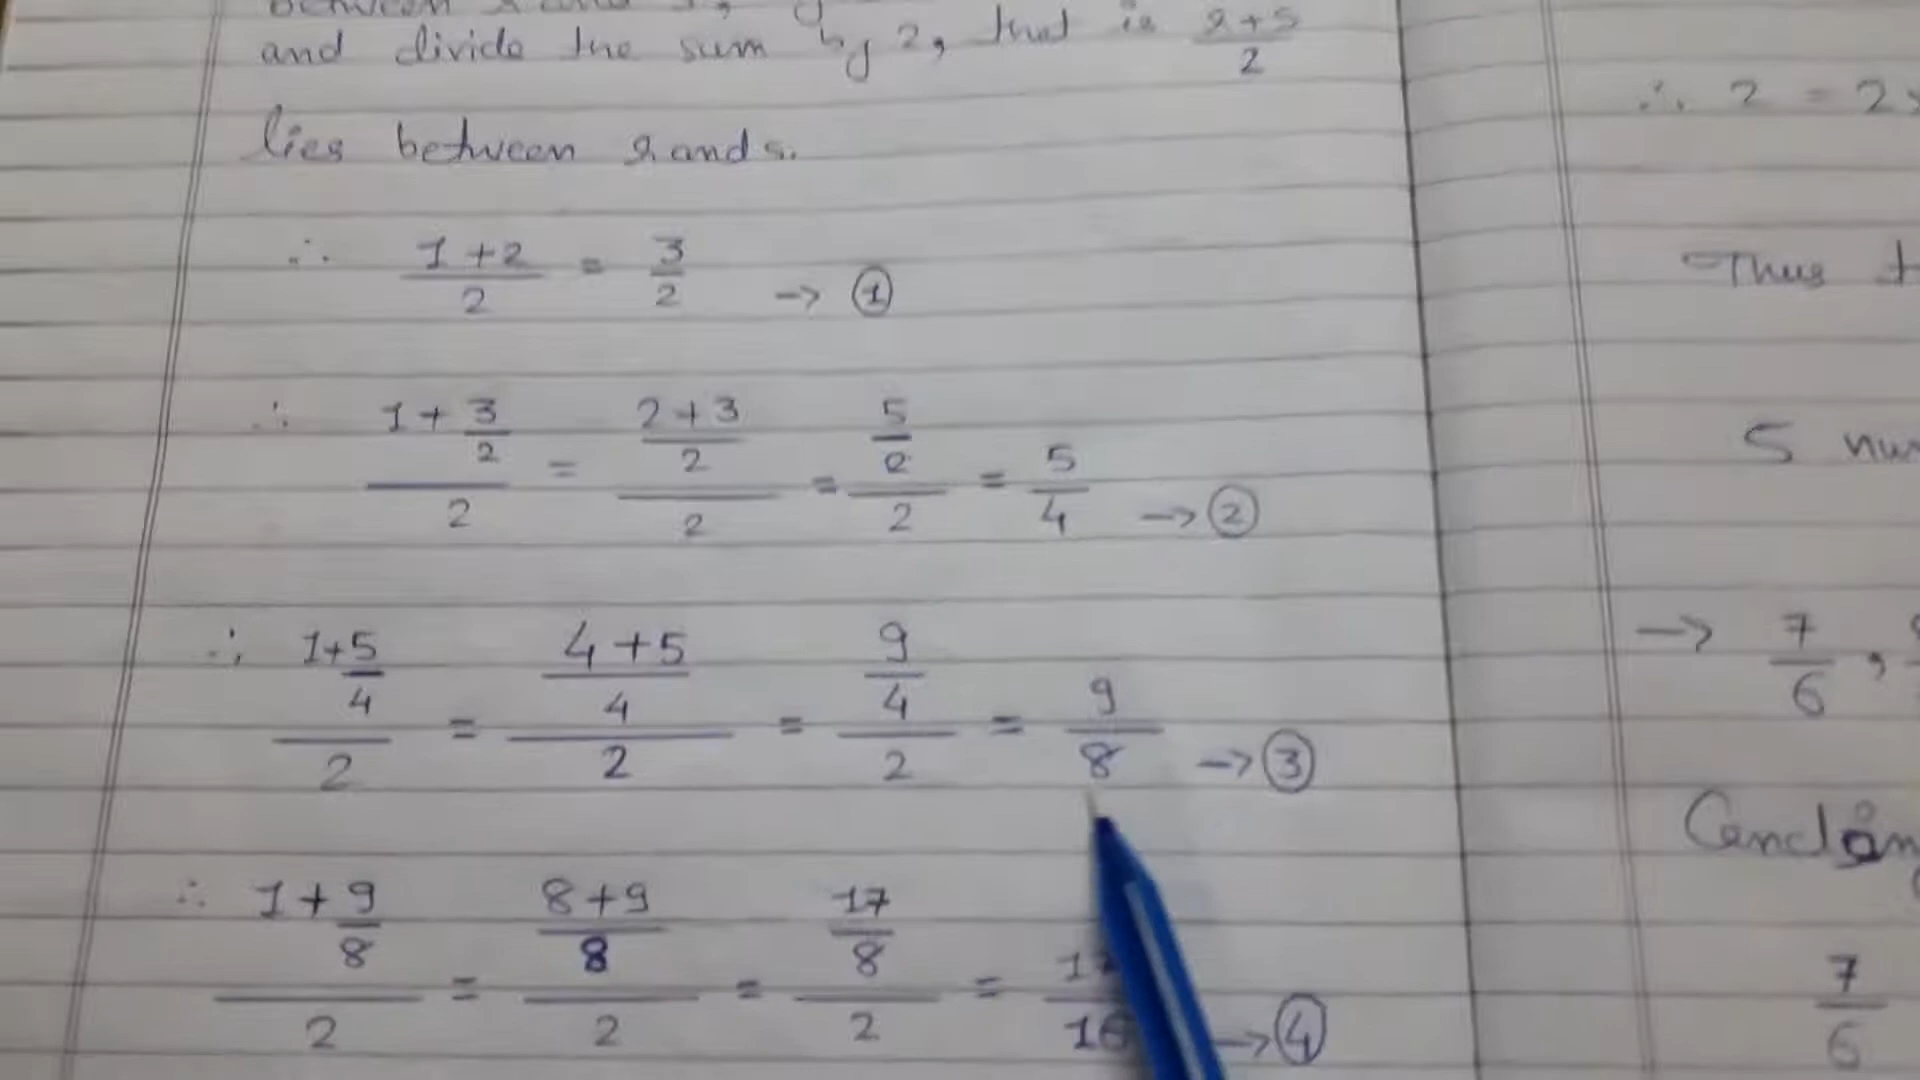 and divide the sum by 2, that is (r+s)/2
lies between r and s.
∴ (1+2)/2 = 3/2 → ①
∴ (1+3/2)/2 = ((2+3)/2)/2 = (5/2)/2 = 5/4 → ②
∴ (1+5/4)/2 = ((4+5)/4)/2 = (9/4)/2 = 9/8 → ③
∴ (1+9/8)/2 = ((8+9)/8)/2 = (17/8)/2 = → ④
∴ 2 = 2
Thus
5
→ 7/6 ,
7/6